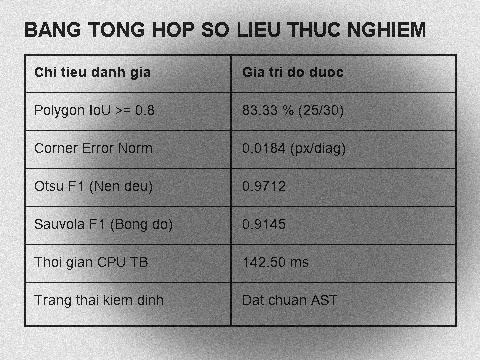 BANG TONG HOP SO LIEU THUC NGHIEM
Chi tieu danh gia Gia tri do duoc
Polygon IoU >= 0.8 83.33 % (25/30)
Corner Error Norm 0.0184 (px/diag)
Otsu F1 (Nen deu) 0.9712
Sauvola F1 (Bong do) 0.9145
Thoi gian CPU TB 142.50 ms
Trang thai kiem dinh Dat chuan AST